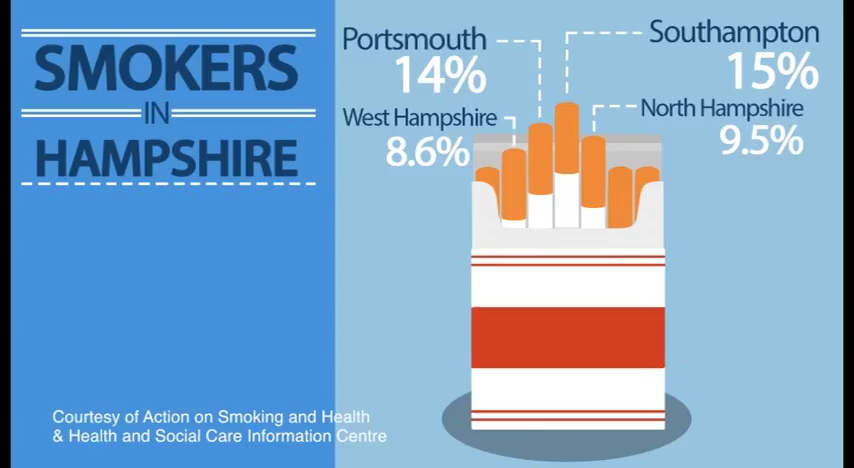 SMOKERS
IN
HAMPSHIRE
Portsmouth
14%
Southampton
15%
West Hampshire
8.6%
North Hampshire
9.5%
Courtesy of Action on Smoking and Health
& Health and Social Care Information Centre